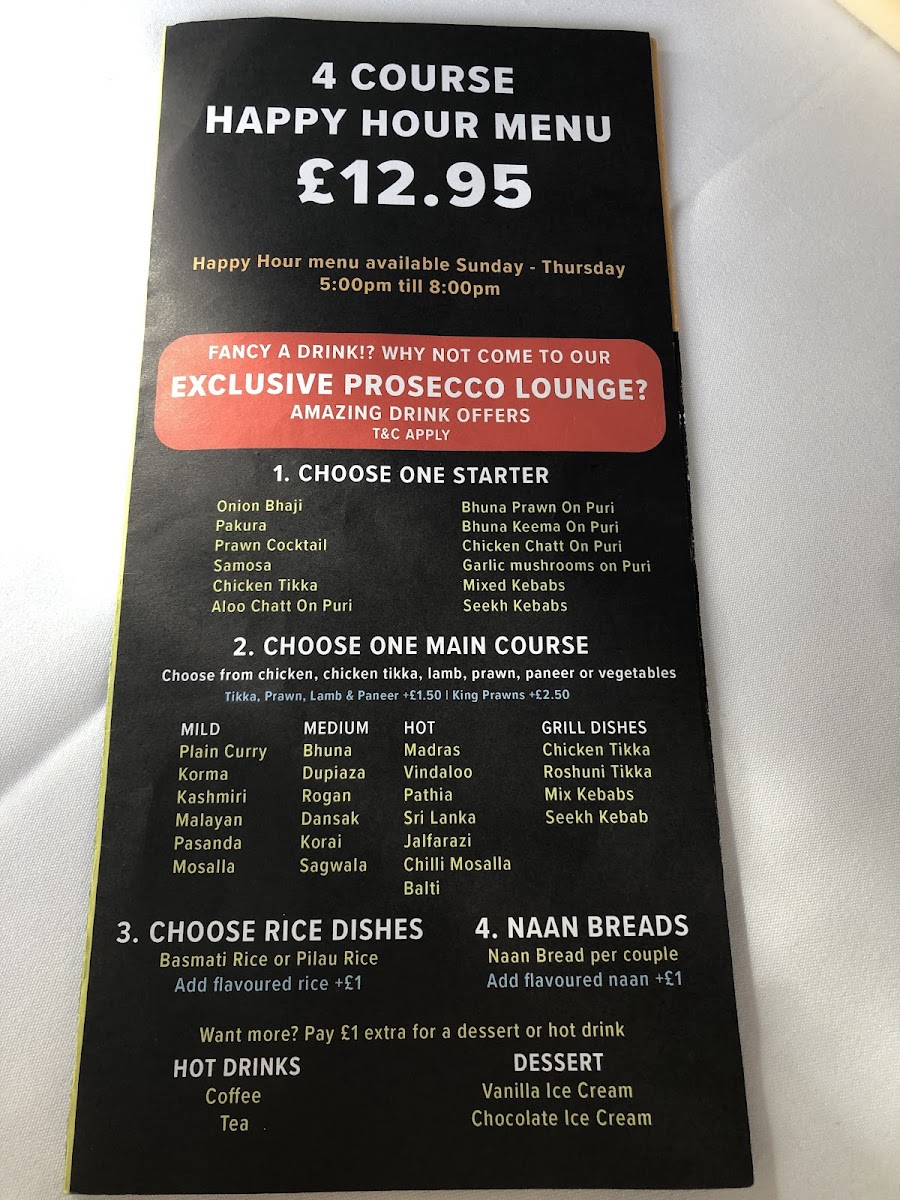 4 COURSE
HAPPY HOUR MENU
£12.95
Happy Hour menu available Sunday - Thursday
5:00pm till 8:00pm
FANCY A DRINK!? WHY NOT COME TO OUR
EXCLUSIVE PROSECCO LOUNGE?
AMAZING DRINK OFFERS
T&C APPLY
1. CHOOSE ONE STARTER
Onion Bhaji
Pakura
Prawn Cocktail
Samosa
Chicken Tikka
Aloo Chatt On Puri
Bhuna Prawn On Puri
Bhuna Keema On Puri
Chicken Chatt On Puri
Garlic mushrooms on Puri
Mixed Kebabs
Seekh Kebabs
2. CHOOSE ONE MAIN COURSE
Choose from chicken, chicken tikka, lamb, prawn, paneer or vegetables
Tikka, Prawn, Lamb & Paneer +£1.50 | King Prawns +£2.50
MILD
Plain Curry
Korma
Kashmiri
Malayan
Pasanda
Mosalla
MEDIUM
Bhuna
Dupiaza
Rogan
Dansak
Korai
Sagwala
HOT
Madras
Vindaloo
Pathia
Sri Lanka
Jalfarazi
Chilli Mosalla
Balti
GRILL DISHES
Chicken Tikka
Roshuni Tikka
Mix Kebabs
Seekh Kebab
3. CHOOSE RICE DISHES
Basmati Rice or Pilau Rice
Add flavoured rice +£1
4. NAAN BREADS
Naan Bread per couple
Add flavoured naan +£1
Want more? Pay £1 extra for a dessert or hot drink
HOT DRINKS
Coffee
Tea
DESSERT
Vanilla Ice Cream
Chocolate Ice Cream